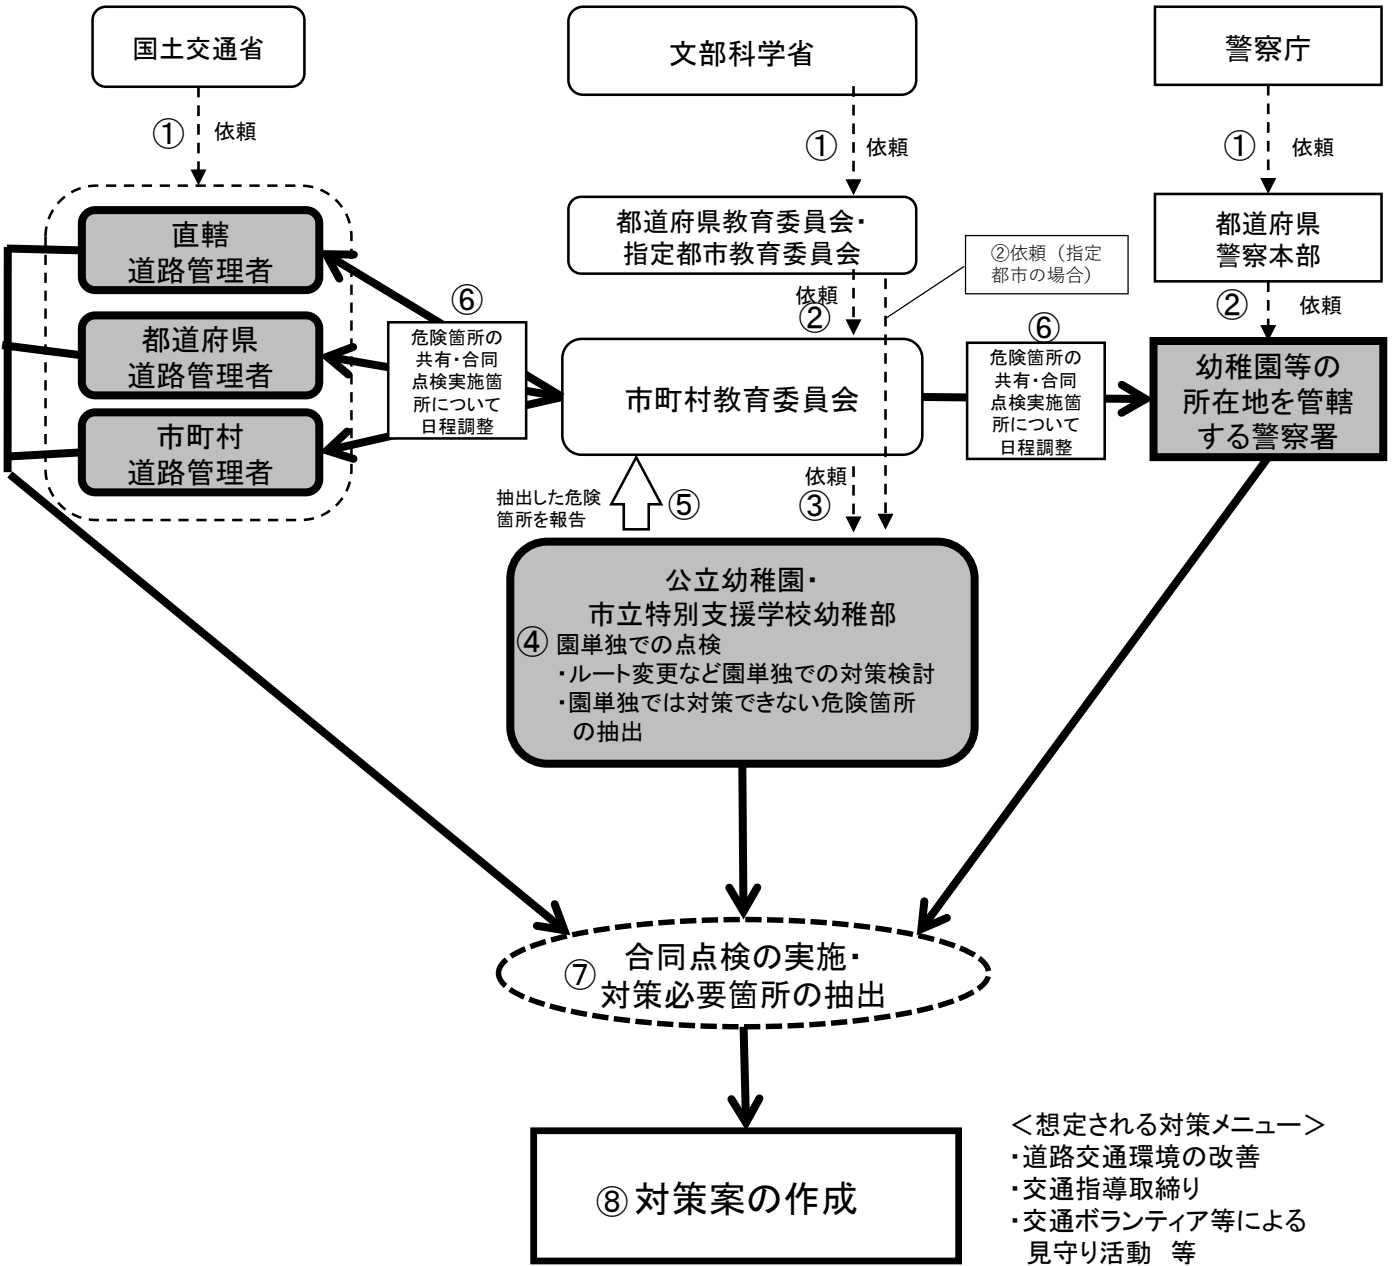 国土交通省
文部科学省
警察庁
① 依頼
① 依頼
① 依頼
直轄
道路管理者
都道府県教育委員会・
指定都市教育委員会
都道府県
警察本部
②依頼（指定
都市の場合）
依頼
②
② 依頼
都道府県
道路管理者
市町村
道路管理者
⑥
危険箇所の
共有・合同
点検実施箇
所について
日程調整
市町村教育委員会
⑥
危険箇所の
共有・合同
点検実施箇
所について
日程調整
幼稚園等の
所在地を管轄
する警察署
抽出した危険
箇所を報告
⑤
依頼
③
公立幼稚園・
市立特別支援学校幼稚部
④ 園単独での点検
・ルート変更など園単独での対策検討
・園単独では対策できない危険箇所
の抽出
⑦ 合同点検の実施・
対策必要箇所の抽出
⑧ 対策案の作成
＜想定される対策メニュー＞
・道路交通環境の改善
・交通指導取締り
・交通ボランティア等による
見守り活動　等